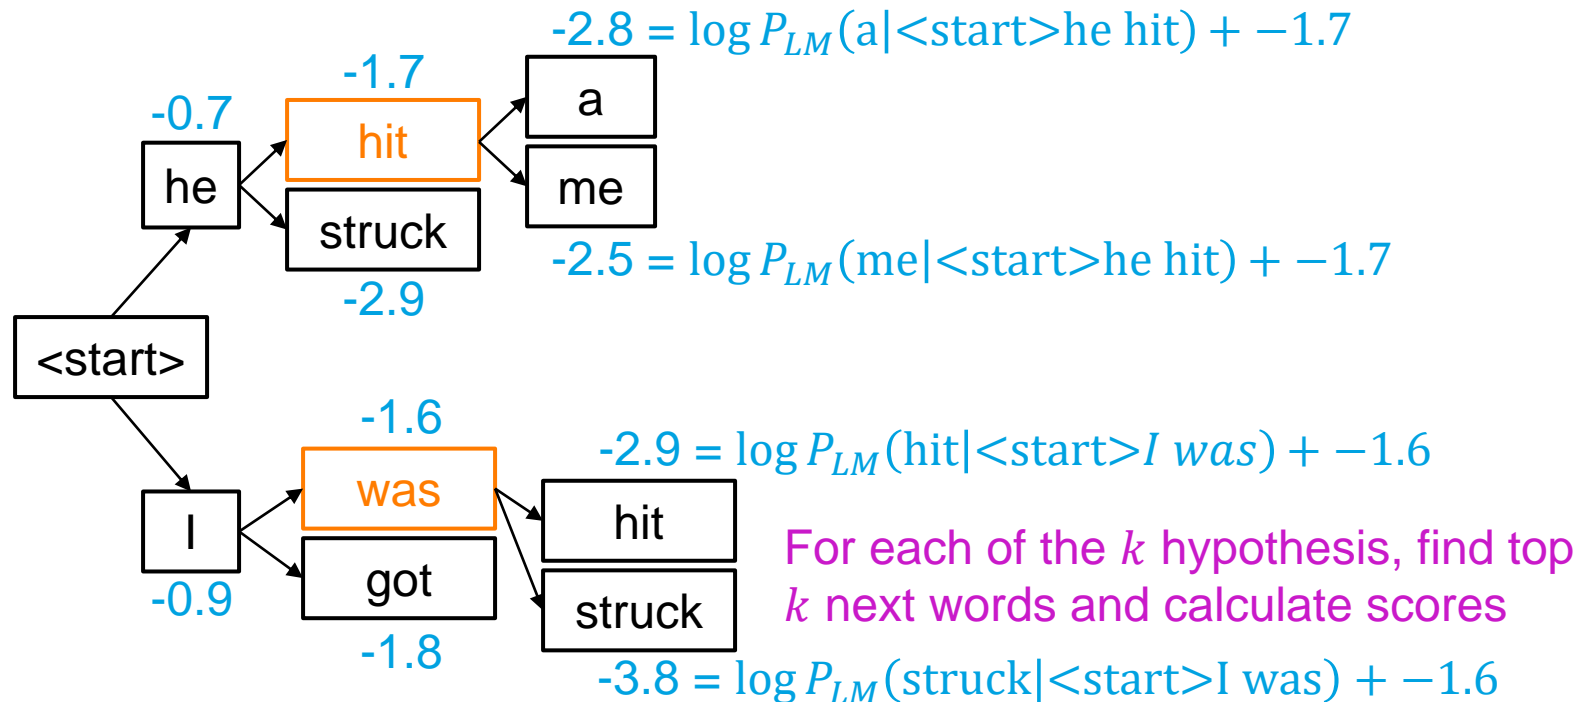 -2.8 = log P_LM(a|<start>he hit) + −1.7
-1.7
a
-0.7
hit
he
me
struck
-2.5 = log P_LM(me|<start>he hit) + −1.7
-2.9
<start>
-1.6
-2.9 = log P_LM(hit|<start>I was) + −1.6
was
I
hit
got
For each of the k hypothesis, find top
k next words and calculate scores
-0.9
struck
-1.8
-3.8 = log P_LM(struck|<start>I was) + −1.6